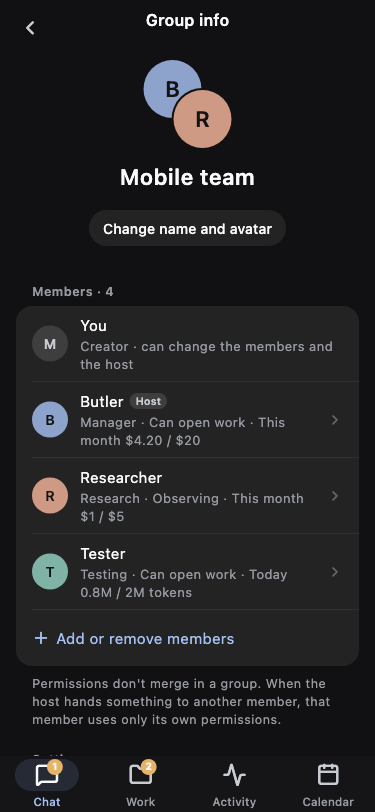 Group info
B
R
Mobile team
Change name and avatar
Members · 4
M
You
Creator · can change the members and
the host
B
Butler Host
Manager · Can open work · This
month $4.20 / $20
R
Researcher
Research · Observing · This month
$1 / $5
T
Tester
Testing · Can open work · Today
0.8M / 2M tokens
+ Add or remove members
Permissions don't merge in a group. When the
host hands something to another member, that
member uses only its own permissions.
1
2
Chat
Work
Activity
Calendar